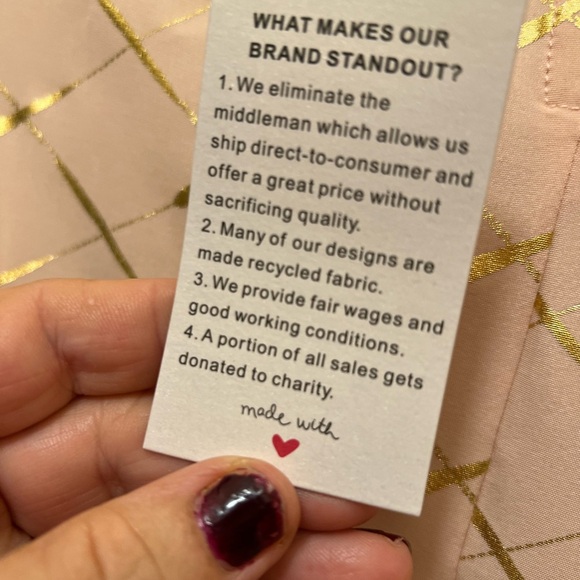 WHAT MAKES OUR
BRAND STANDOUT?
1. We eliminate the
middleman which allows us
ship direct-to-consumer and
offer a great price without
sacrificing quality.
2. Many of our designs are
made recycled fabric.
3. We provide fair wages and
good working conditions.
4. A portion of all sales gets
donated to charity.
made with